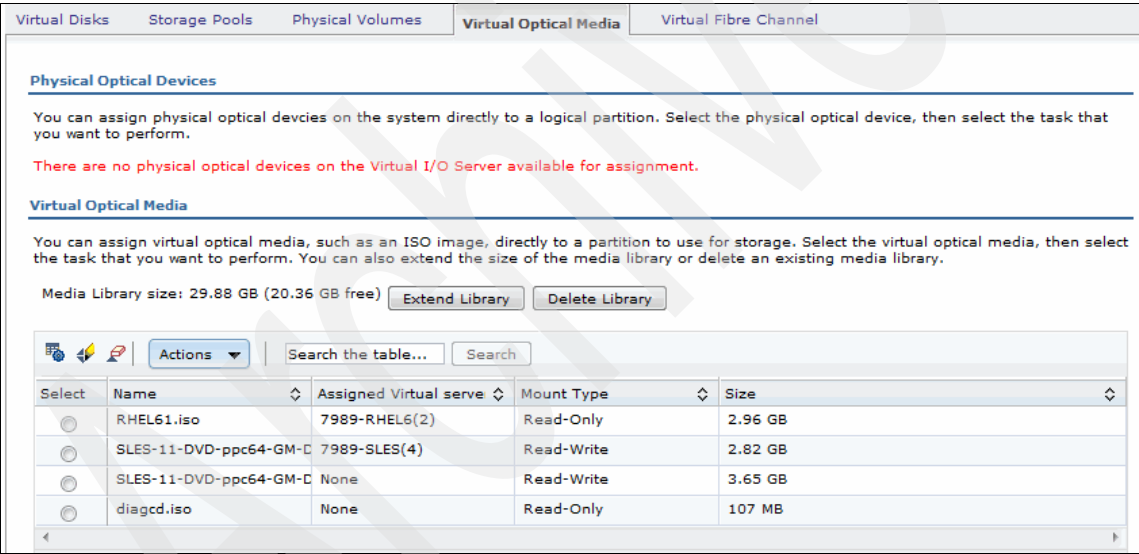 Virtual Disks Storage Pools Physical Volumes Virtual Optical Media Virtual Fibre Channel
Physical Optical Devices
You can assign physical optical devcies on the system directly to a logical partition. Select the physical optical device, then select the task that
you want to perform.
There are no physical optical devices on the Virtual I/O Server available for assignment.
Virtual Optical Media
You can assign virtual optical media, such as an ISO image, directly to a partition to use for storage. Select the virtual optical media, then select
the task that you want to perform. You can also extend the size of the media library or delete an existing media library.
Media Library size: 29.88 GB (20.36 GB free) Extend Library Delete Library
Actions Search the table... Search
Select Name Assigned Virtual serve Mount Type Size
RHEL61.iso 7989-RHEL6(2) Read-Only 2.96 GB
SLES-11-DVD-ppc64-GM-D 7989-SLES(4) Read-Write 2.82 GB
SLES-11-DVD-ppc64-GM-D None Read-Write 3.65 GB
diagcd.iso None Read-Only 107 MB